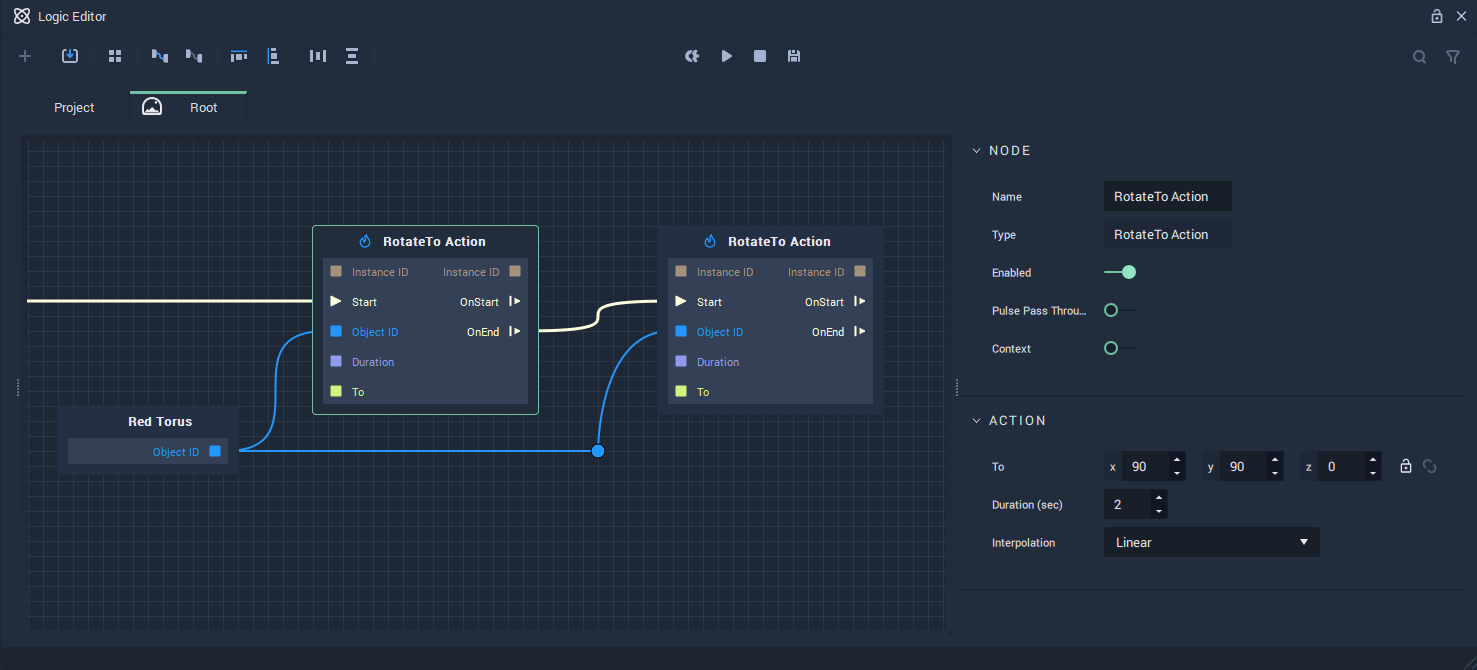 Logic Editor
Project
Root
RotateTo Action
Instance ID Instance ID
Start OnStart
Object ID OnEnd
Duration
To
RotateTo Action
Instance ID Instance ID
Start OnStart
Object ID OnEnd
Duration
To
Red Torus
Object ID
NODE
Name RotateTo Action
Type RotateTo Action
Enabled
Pulse Pass Throu...
Context
ACTION
To x 90 y 90 z 0
Duration (sec) 2
Interpolation Linear